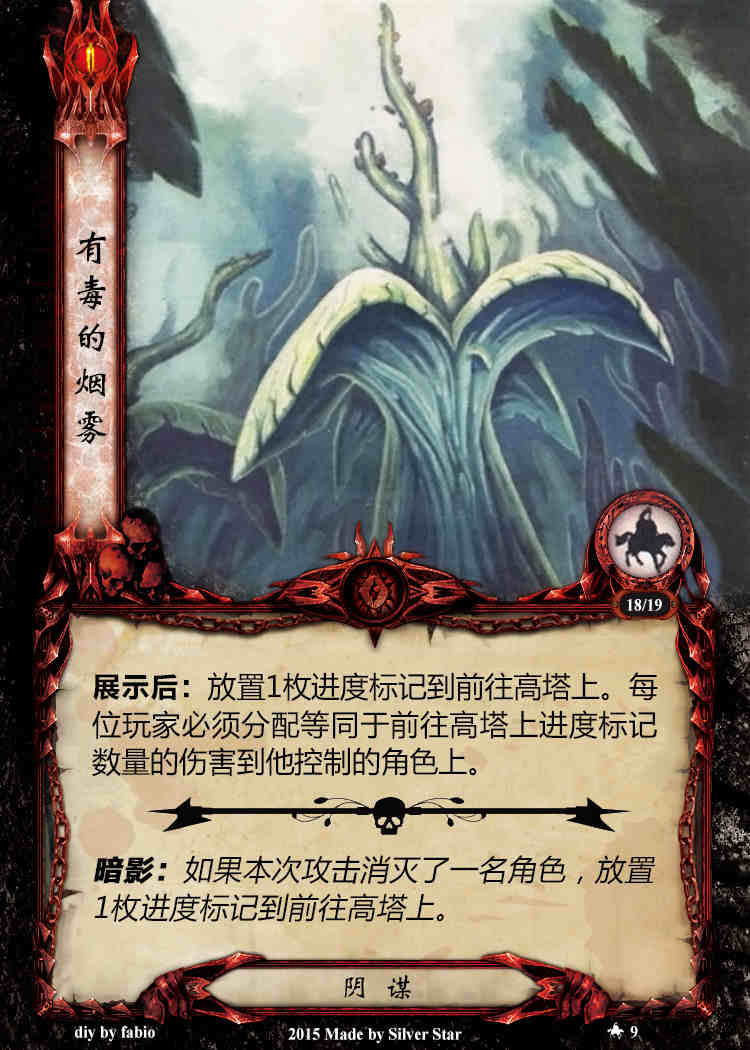 有毒的烟雾
18/19
展示后：放置1枚进度标记到前往高塔上。每
位玩家必须分配等同于前往高塔上进度标记
数量的伤害到他控制的角色上。
暗影：如果本次攻击消灭了一名角色，放置
1枚进度标记到前往高塔上。
阴谋
diy by fabio
2015 Made by Silver Star
9